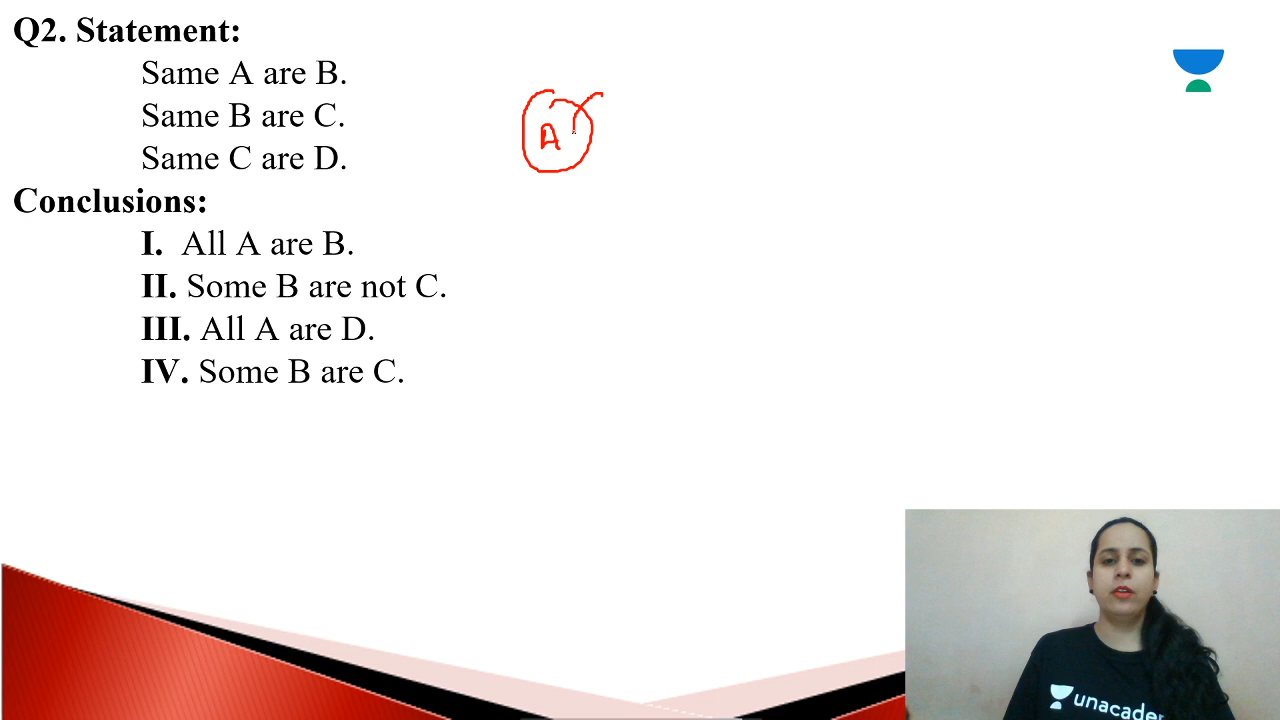 Q2. Statement:
Same A are B.
Same B are C.
Same C are D.
Conclusions:
I. All A are B.
II. Some B are not C.
III. All A are D.
IV. Some B are C.
A
unacader